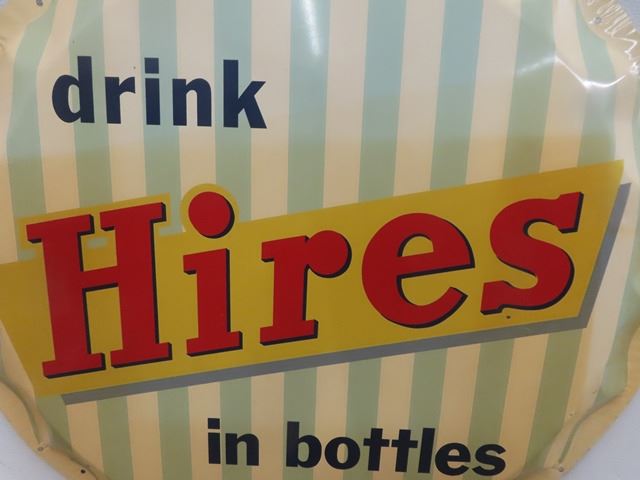 drink
Hires
in bottles